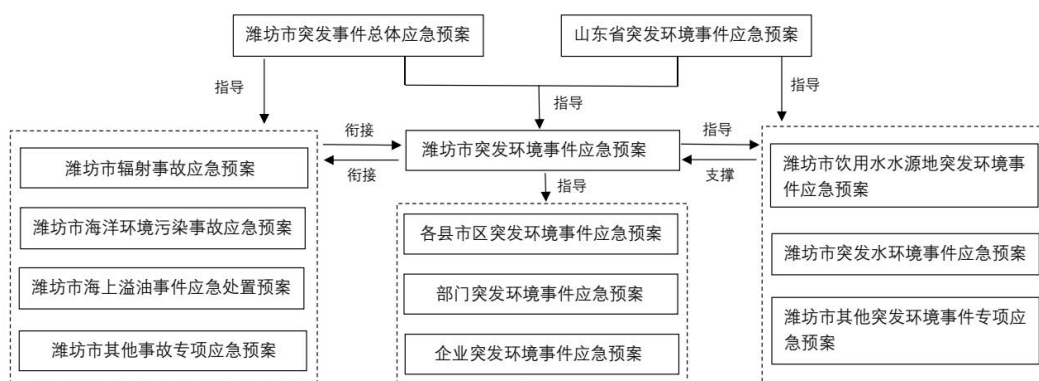 潍坊市突发事件总体应急预案
山东省突发环境事件应急预案
指导
指导
指导
衔接
衔接
潍坊市突发环境事件应急预案
指导
支撑
指导
潍坊市辐射事故应急预案
潍坊市海洋环境污染事故应急预案
潍坊市海上溢油事件应急处置预案
潍坊市其他事故专项应急预案
各县市区突发环境事件应急预案
部门突发环境事件应急预案
企业突发环境事件应急预案
潍坊市饮用水水源地突发环境事
件应急预案
潍坊市突发水环境事件应急预案
潍坊市其他突发环境事件专项应
急预案